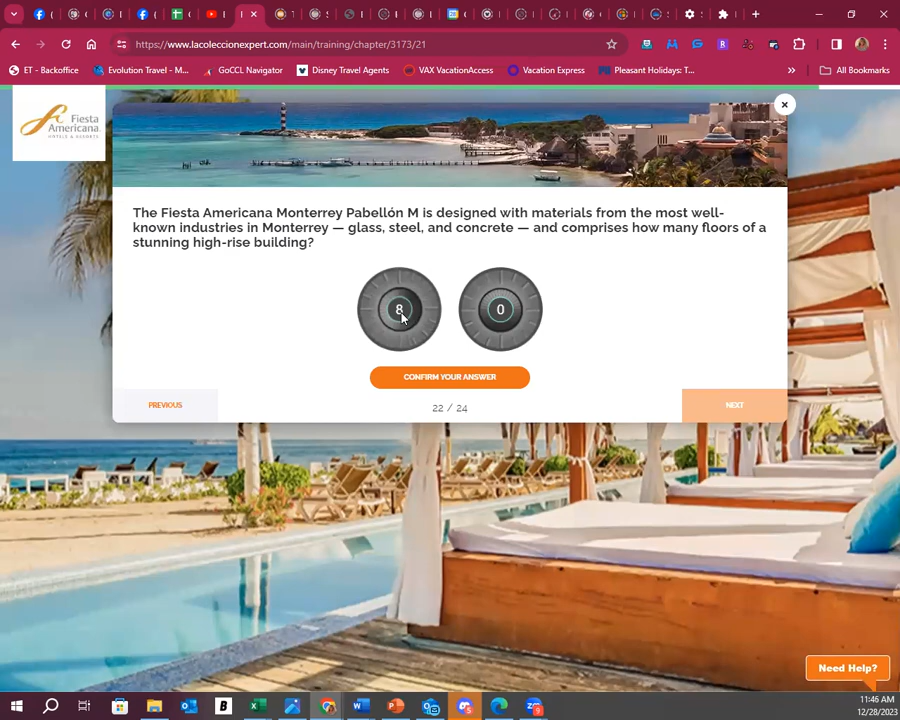 https://www.lacoleccionexpert.com/main/training/chapter/3173/21
ET - Backoffice
Evolution Travel - M...
GoCCL Navigator
Disney Travel Agents
VAX VacationAccess
Vacation Express
Pleasant Holidays: T...
»
All Bookmarks
Fiesta
Americana.
HOTELS & RESORTS
The Fiesta Americana Monterrey Pabellón M is designed with materials from the most well-
known industries in Monterrey — glass, steel, and concrete — and comprises how many floors of a
stunning high-rise building?
8 0
CONFIRM YOUR ANSWER
PREVIOUS
22 / 24
NEXT
Need Help?
11:46 AM
12/28/2023